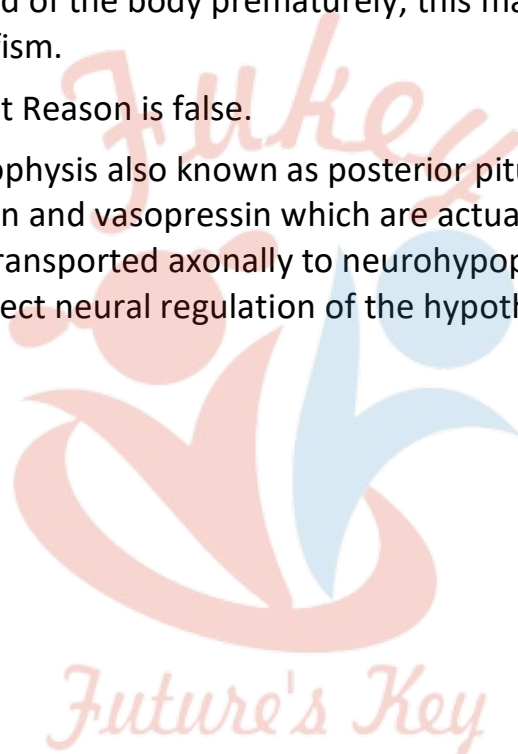 d of the body prematurely, this ma
fism.
t Reason is false.
ophysis also known as posterior pitu
n and vasopressin which are actua
ransported axonally to neurohypop
ect neural regulation of the hypoth
Fukey
Future's Key